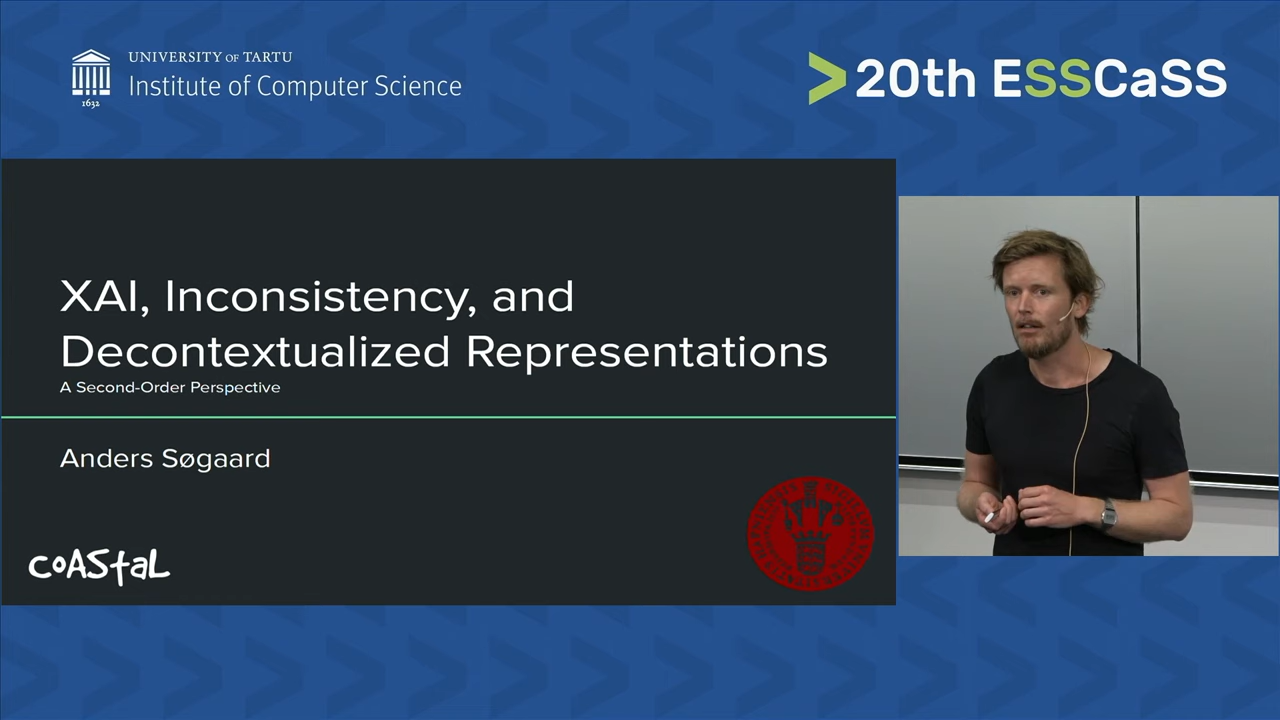 UNIVERSITY OF TARTU
Institute of Computer Science
1632
>20th ESSCaSS
XAI, Inconsistency, and
Decontextualized Representations
A Second-Order Perspective
Anders Søgaard
coAStaL